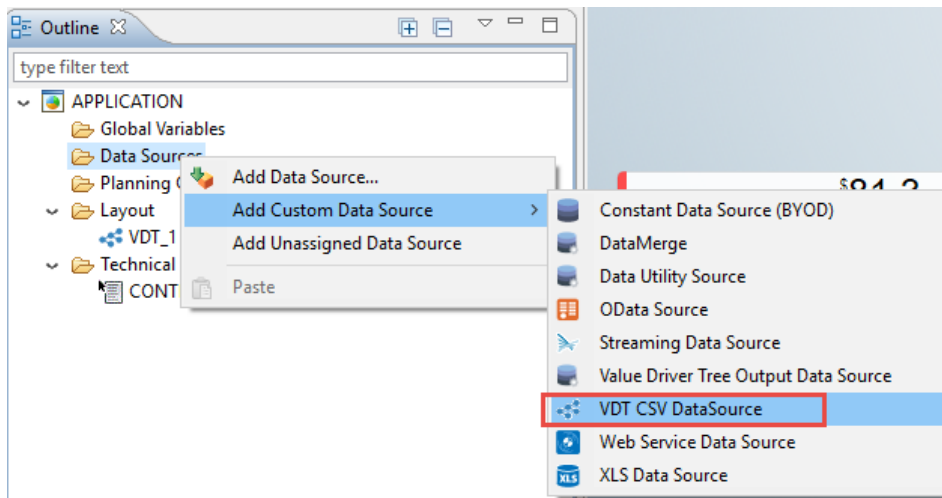 Outline
type filter text
APPLICATION
Global Variables
Data Sources
Planning
Layout
VDT_1
Technical
CONT
Add Data Source...
Add Custom Data Source
Add Unassigned Data Source
Paste
Constant Data Source (BYOD)
DataMerge
Data Utility Source
OData Source
Streaming Data Source
Value Driver Tree Output Data Source
VDT CSV DataSource
Web Service Data Source
XLS Data Source
XLS